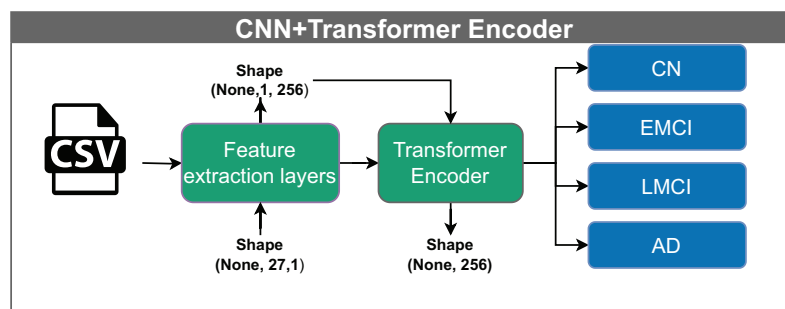 CNN+Transformer Encoder
Shape
(None,1, 256)
CN
CSV
Feature
extraction layers
Transformer
Encoder
EMCI
LMCI
Shape
(None, 27,1)
Shape
(None, 256)
AD